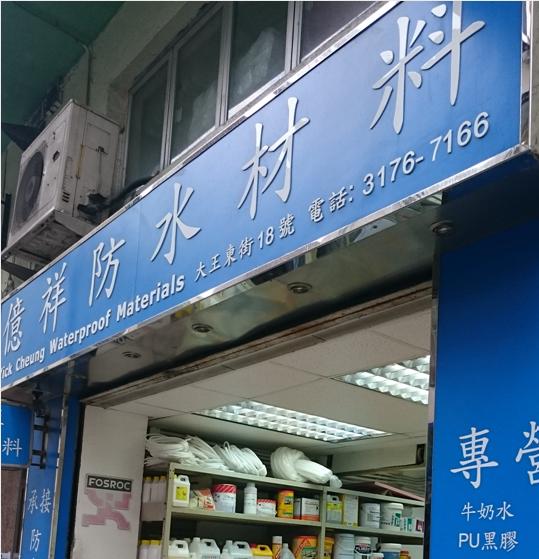 億祥防水材料
ick Cheung Waterproof Materials 大王東街18號 電話: 3176-7166
料
承接
防
FOSROC
專營
牛奶水
PU黑膠